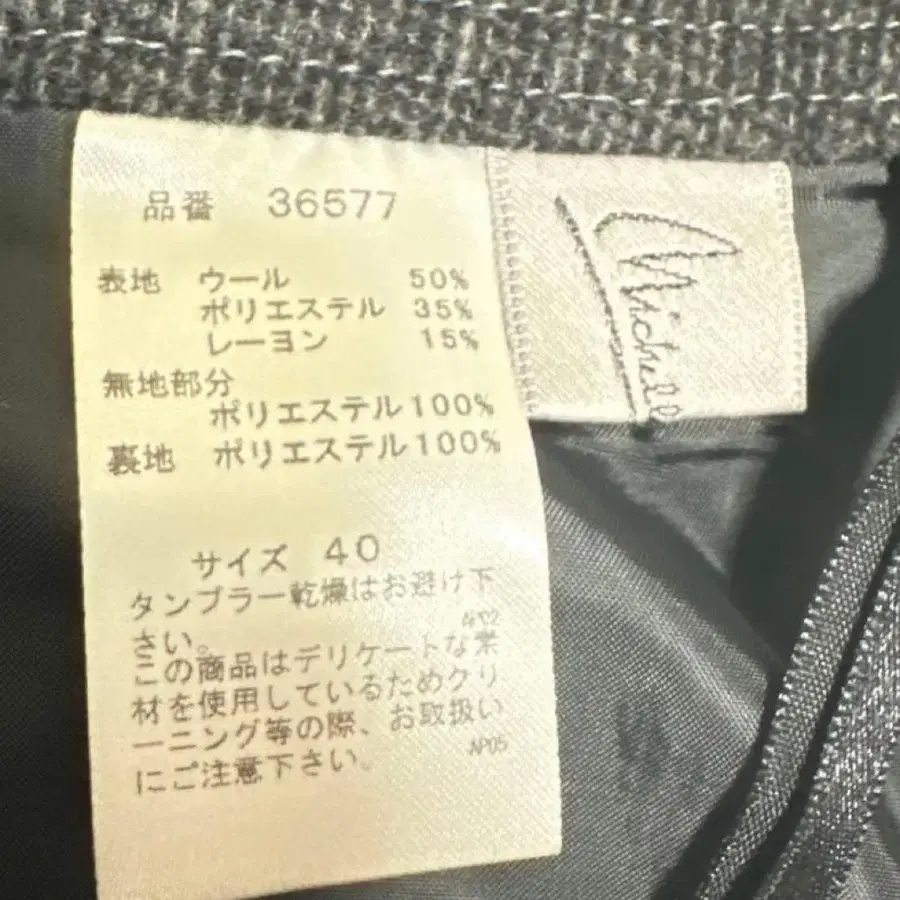 品番 36577
表地 ウール 50%
ポリエステル 35%
レーヨン 15%
無地部分
ポリエステル100%
裏地 ポリエステル100%
サイズ 40
タンブラー乾燥はお避け下
さい。
この商品はデリケートな素
材を使用しているためクリ
ーニング等の際、お取扱い
にご注意下さい。
AP05